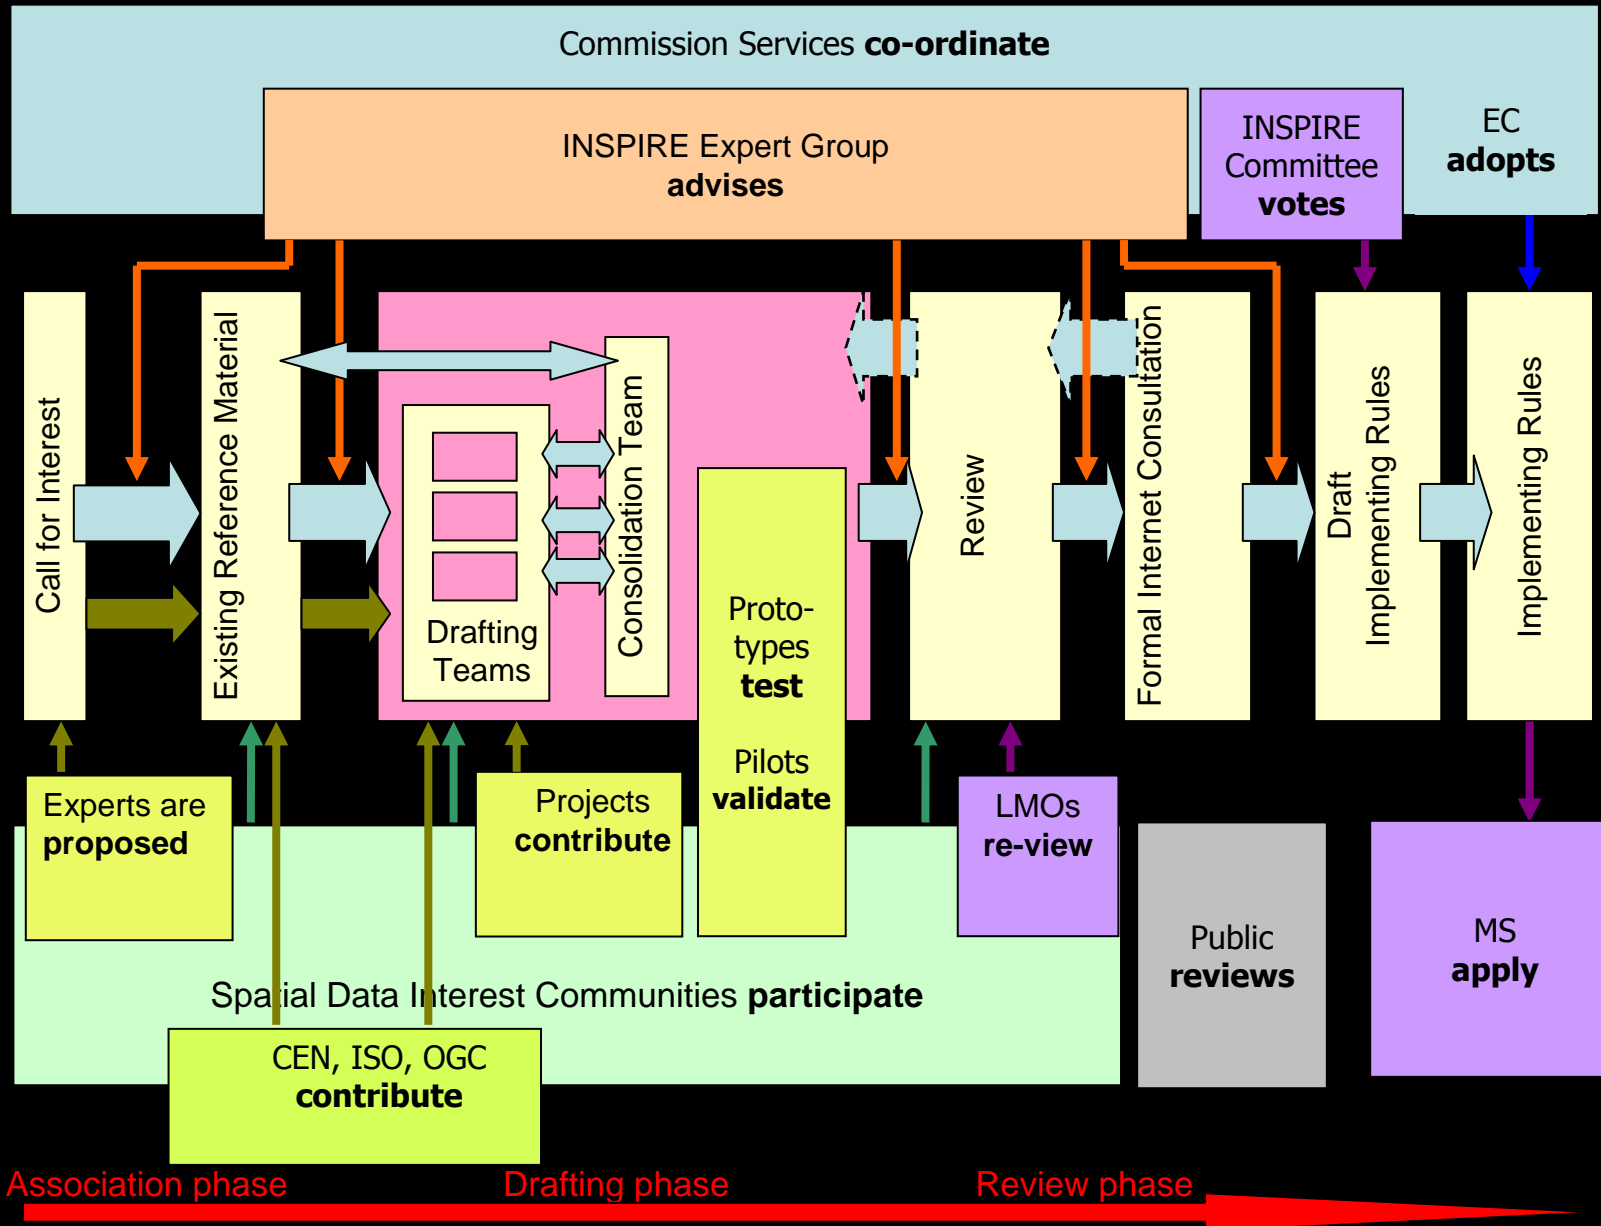 Commission Services co-ordinate
INSPIRE Expert Group
advises
INSPIRE
Committee
votes
EC
adopts
Call for Interest
Existing Reference Material
Drafting
Teams
Consolidation Team
Proto-
types
test
Pilots
validate
Review
Formal Internet Consultation
Draft
Implementing Rules
Implementing Rules
Experts are
proposed
Projects
contribute
LMOs
re-view
Public
reviews
MS
apply
Spatial Data Interest Communities participate
CEN, ISO, OGC
contribute
Association phase
Drafting phase
Review phase